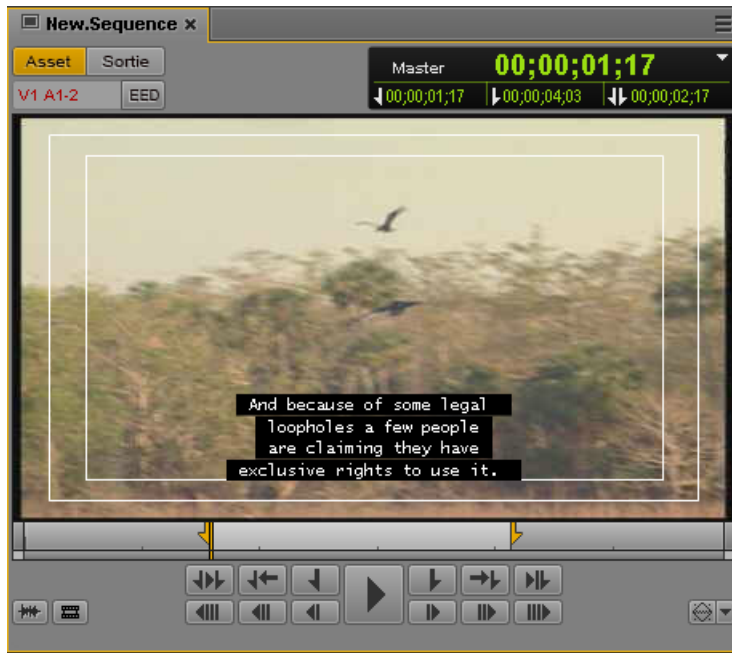 New.Sequence ×
Asset Sortie
Master 00;00;01;17
V1 A1-2 EED
00;00;01;17 00;00;04;03 00;00;02;17
And because of some legal
loopholes a few people
are claiming they have
exclusive rights to use it.